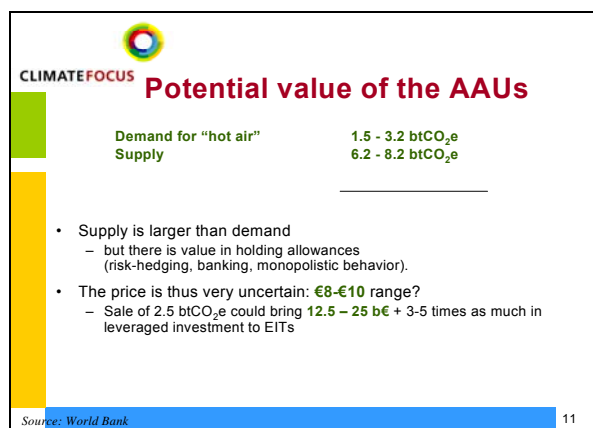 CLIMATEFOCUS
Potential value of the AAUs
Demand for “hot air” 1.5 - 3.2 btCO₂e
Supply 6.2 - 8.2 btCO₂e
• Supply is larger than demand
– but there is value in holding allowances
(risk-hedging, banking, monopolistic behavior).
• The price is thus very uncertain: €8-€10 range?
– Sale of 2.5 btCO₂e could bring 12.5 – 25 b€ + 3-5 times as much in
leveraged investment to EITs
Source: World Bank
11